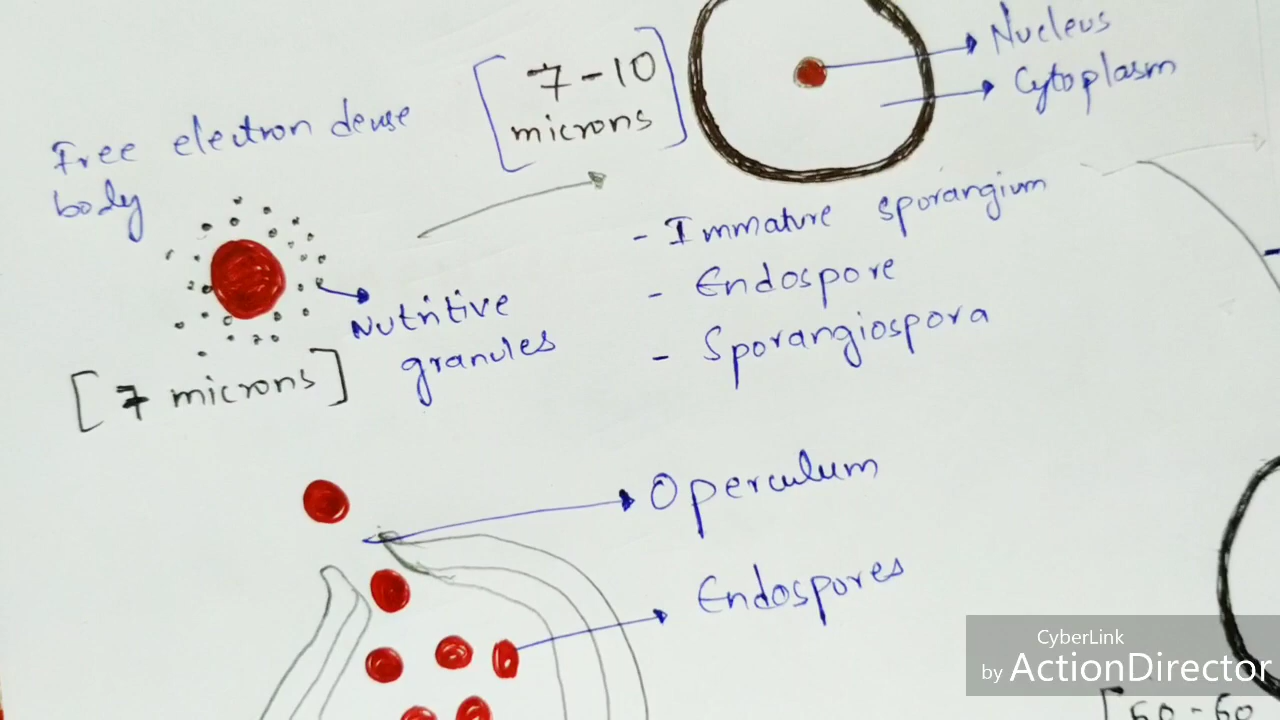 Nucleus
Cytoplasm
[7-10
microns]
Free electron dense
body
Nutritive
granules
[7 microns]
- Immature sporangium
- Endospore
- Sporangiospora
Operculum
Endospores
CyberLink
by ActionDirector